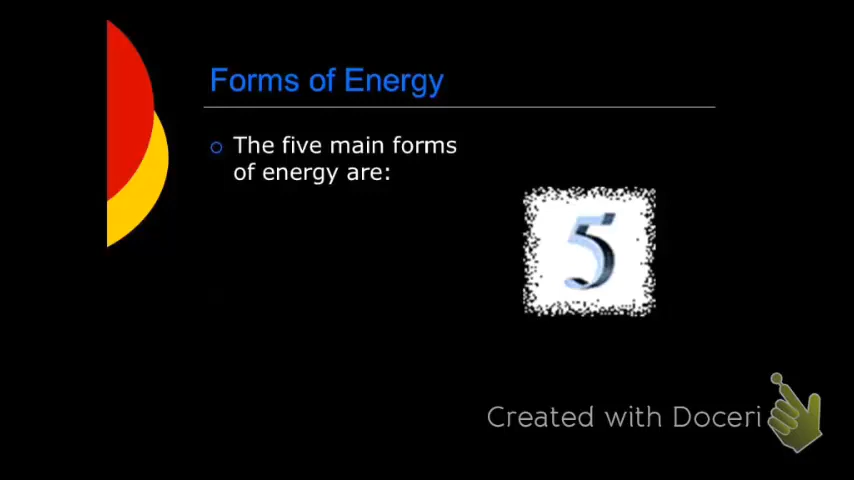 Forms of Energy
The five main forms
of energy are:
5
Created with Doceri